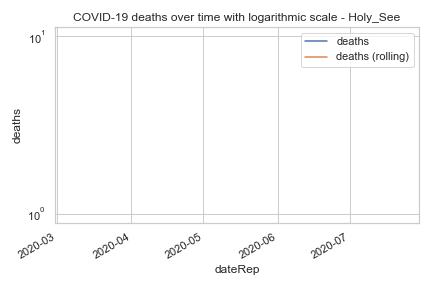 COVID-19 deaths over time with logarithmic scale - Holy_See
10¹
deaths
deaths (rolling)
deaths
10⁰
2020-03
2020-04
2020-05
2020-06
2020-07
dateRep